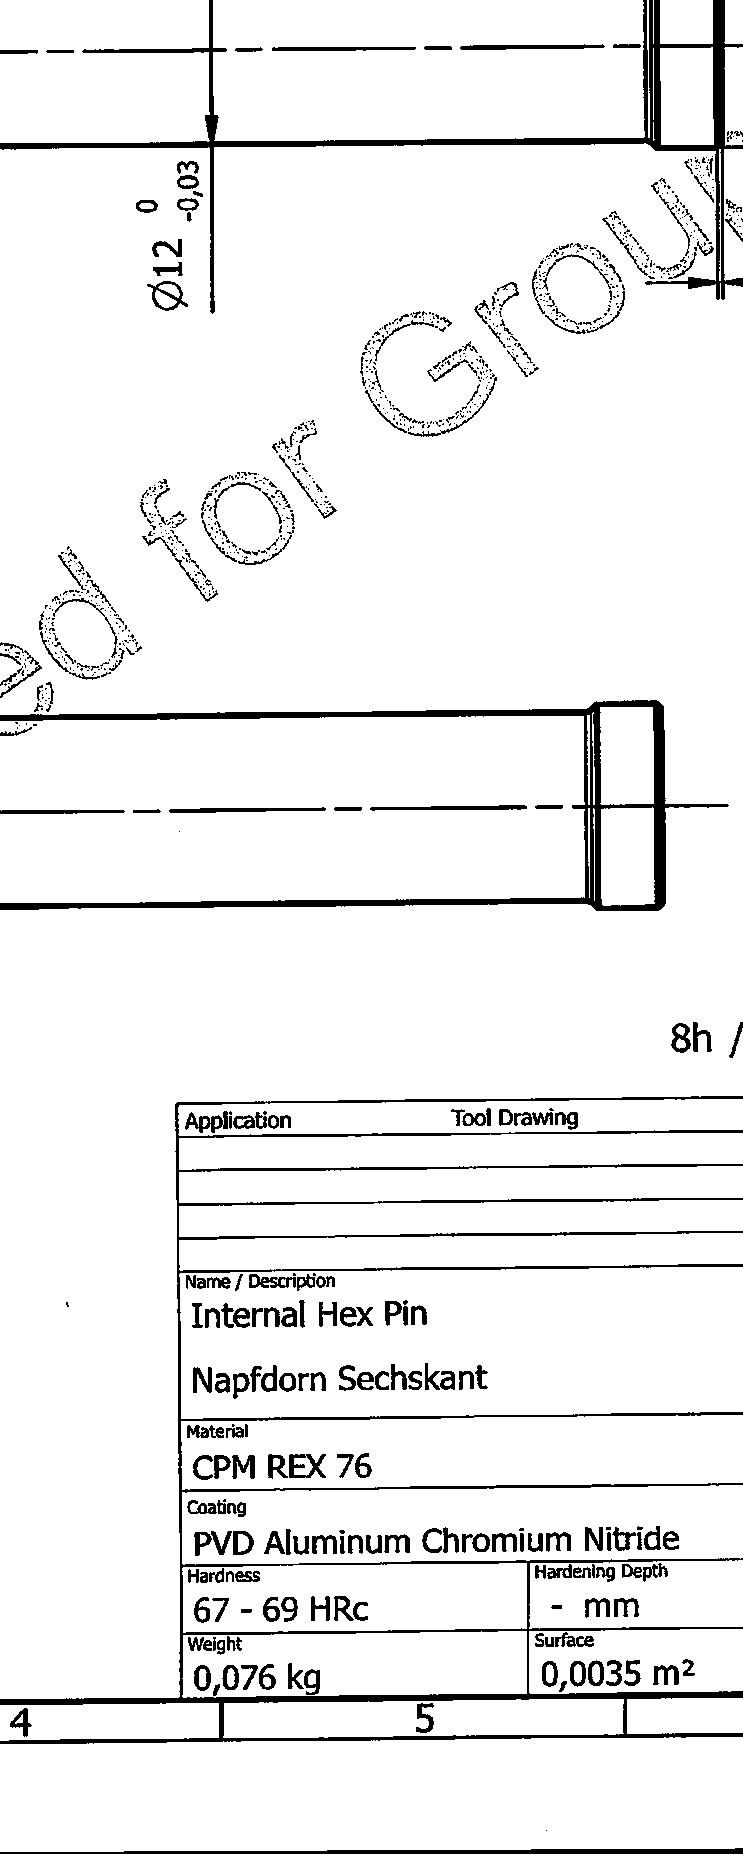 0
-0,03
Ø12
ed for Group
8h /
Application Tool Drawing
Name / Description
Internal Hex Pin
Napfdorn Sechskant
Material
CPM REX 76
Coating
PVD Aluminum Chromium Nitride
Hardness Hardening Depth
67 - 69 HRc - mm
Weight Surface
0,076 kg 0,0035 m²
4 5